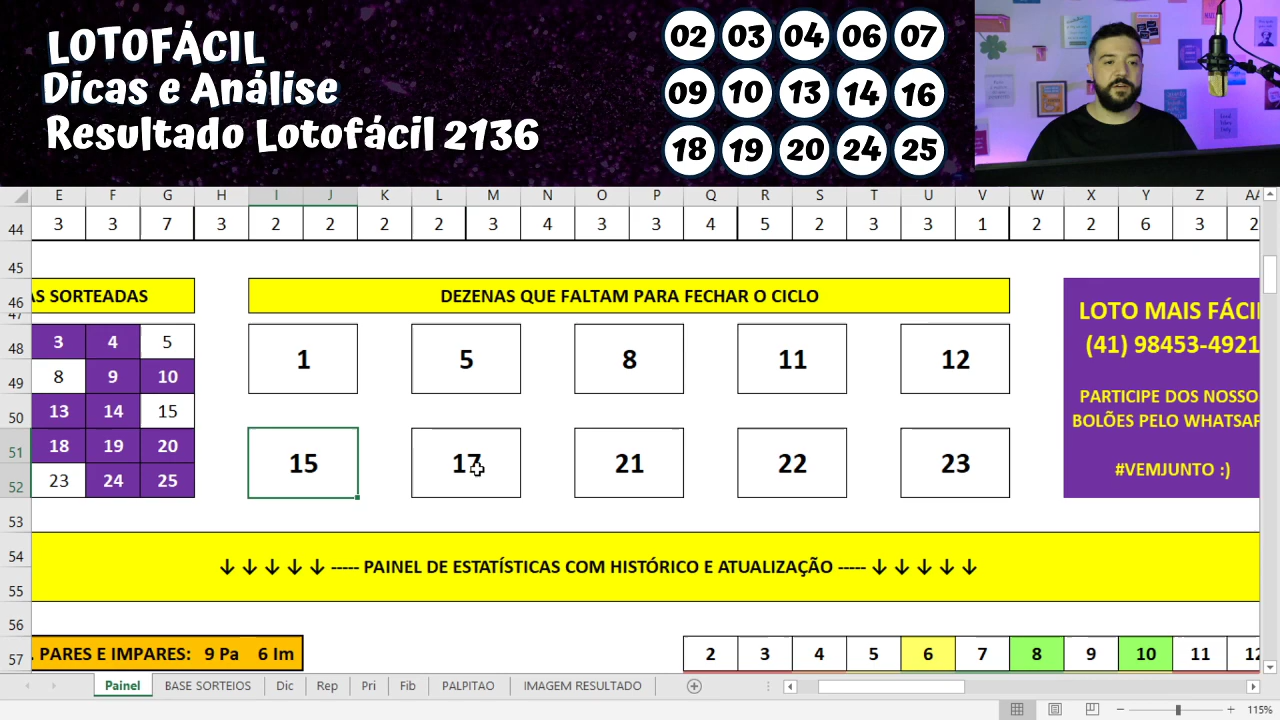 LOTOFÁCIL
Dicas e Análise
Resultado Lotofácil 2136
02 03 04 06 07
09 10 13 14 16
18 19 20 24 25
E F G H I J K L M N O P Q R S T U V W X Y Z AA
44 3 3 7 3 2 2 2 2 3 4 3 3 4 5 2 3 3 1 2 2 6 3 2
45
46 AS SORTEADAS DEZENAS QUE FALTAM PARA FECHAR O CICLO LOTO MAIS FÁCI
47
48 3 4 5 1 5 8 11 12 (41) 98453-4921
49 8 9 10 PARTICIPE DOS NOSSO
50 13 14 15 BOLÕES PELO WHATSAP
51 18 19 20 15 17 21 22 23 #VEMJUNTO :)
52 23 24 25
53
54 ↓ ↓ ↓ ↓ ↓ ----- PAINEL DE ESTATÍSTICAS COM HISTÓRICO E ATUALIZAÇÃO ----- ↓ ↓ ↓ ↓ ↓
55
56
57 . PARES E IMPARES: 9 Pa 6 Im 2 3 4 5 6 7 8 9 10 11 12
Painel BASE SORTEIOS Dic Rep Pri Fib PALPITAO IMAGEM RESULTADO
115%